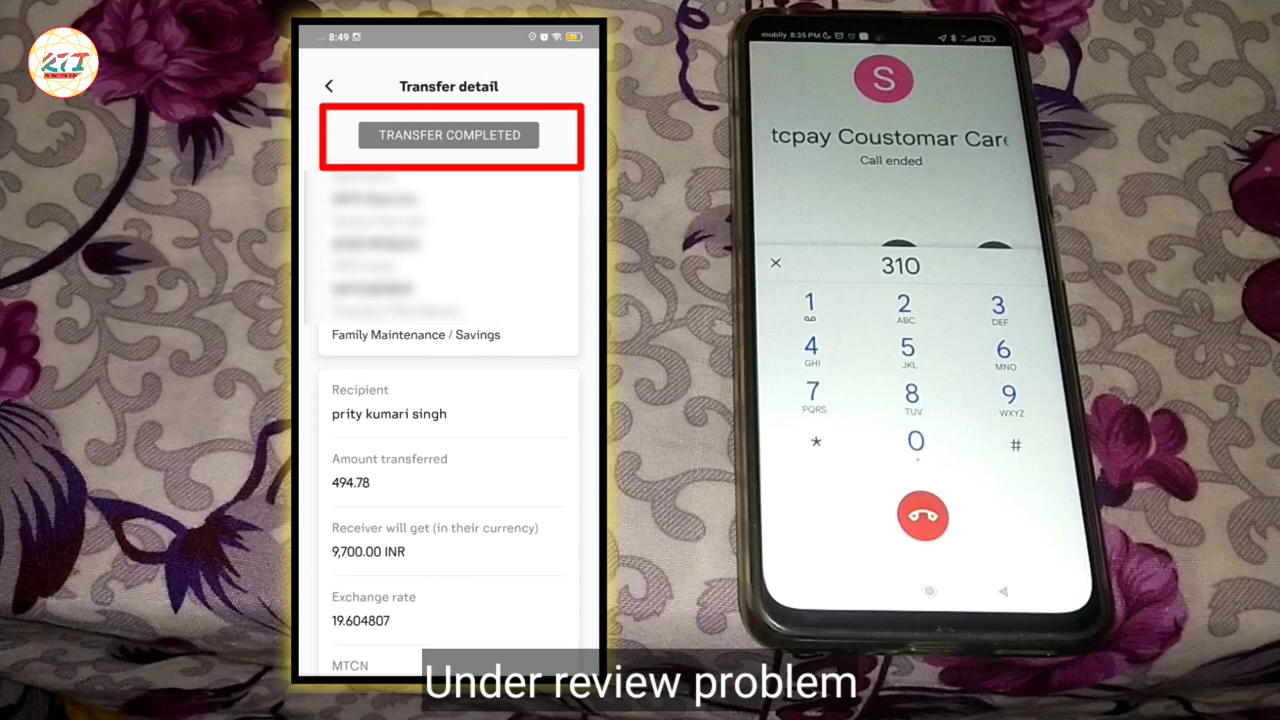 KTI
8:49
Transfer detail
TRANSFER COMPLETED
Family Maintenance / Savings
Recipient
prity kumari singh
Amount transferred
494.78
Receiver will get (in their currency)
9,700.00 INR
Exchange rate
19.604807
MTCN
mobily 8:35 PM
S
tcpay Coustomar Car
Call ended
310
1
2 ABC
3 DEF
4 GHI
5 JKL
6 MNO
7 PQRS
8 TUV
9 WXYZ
*
0
#
Under review problem